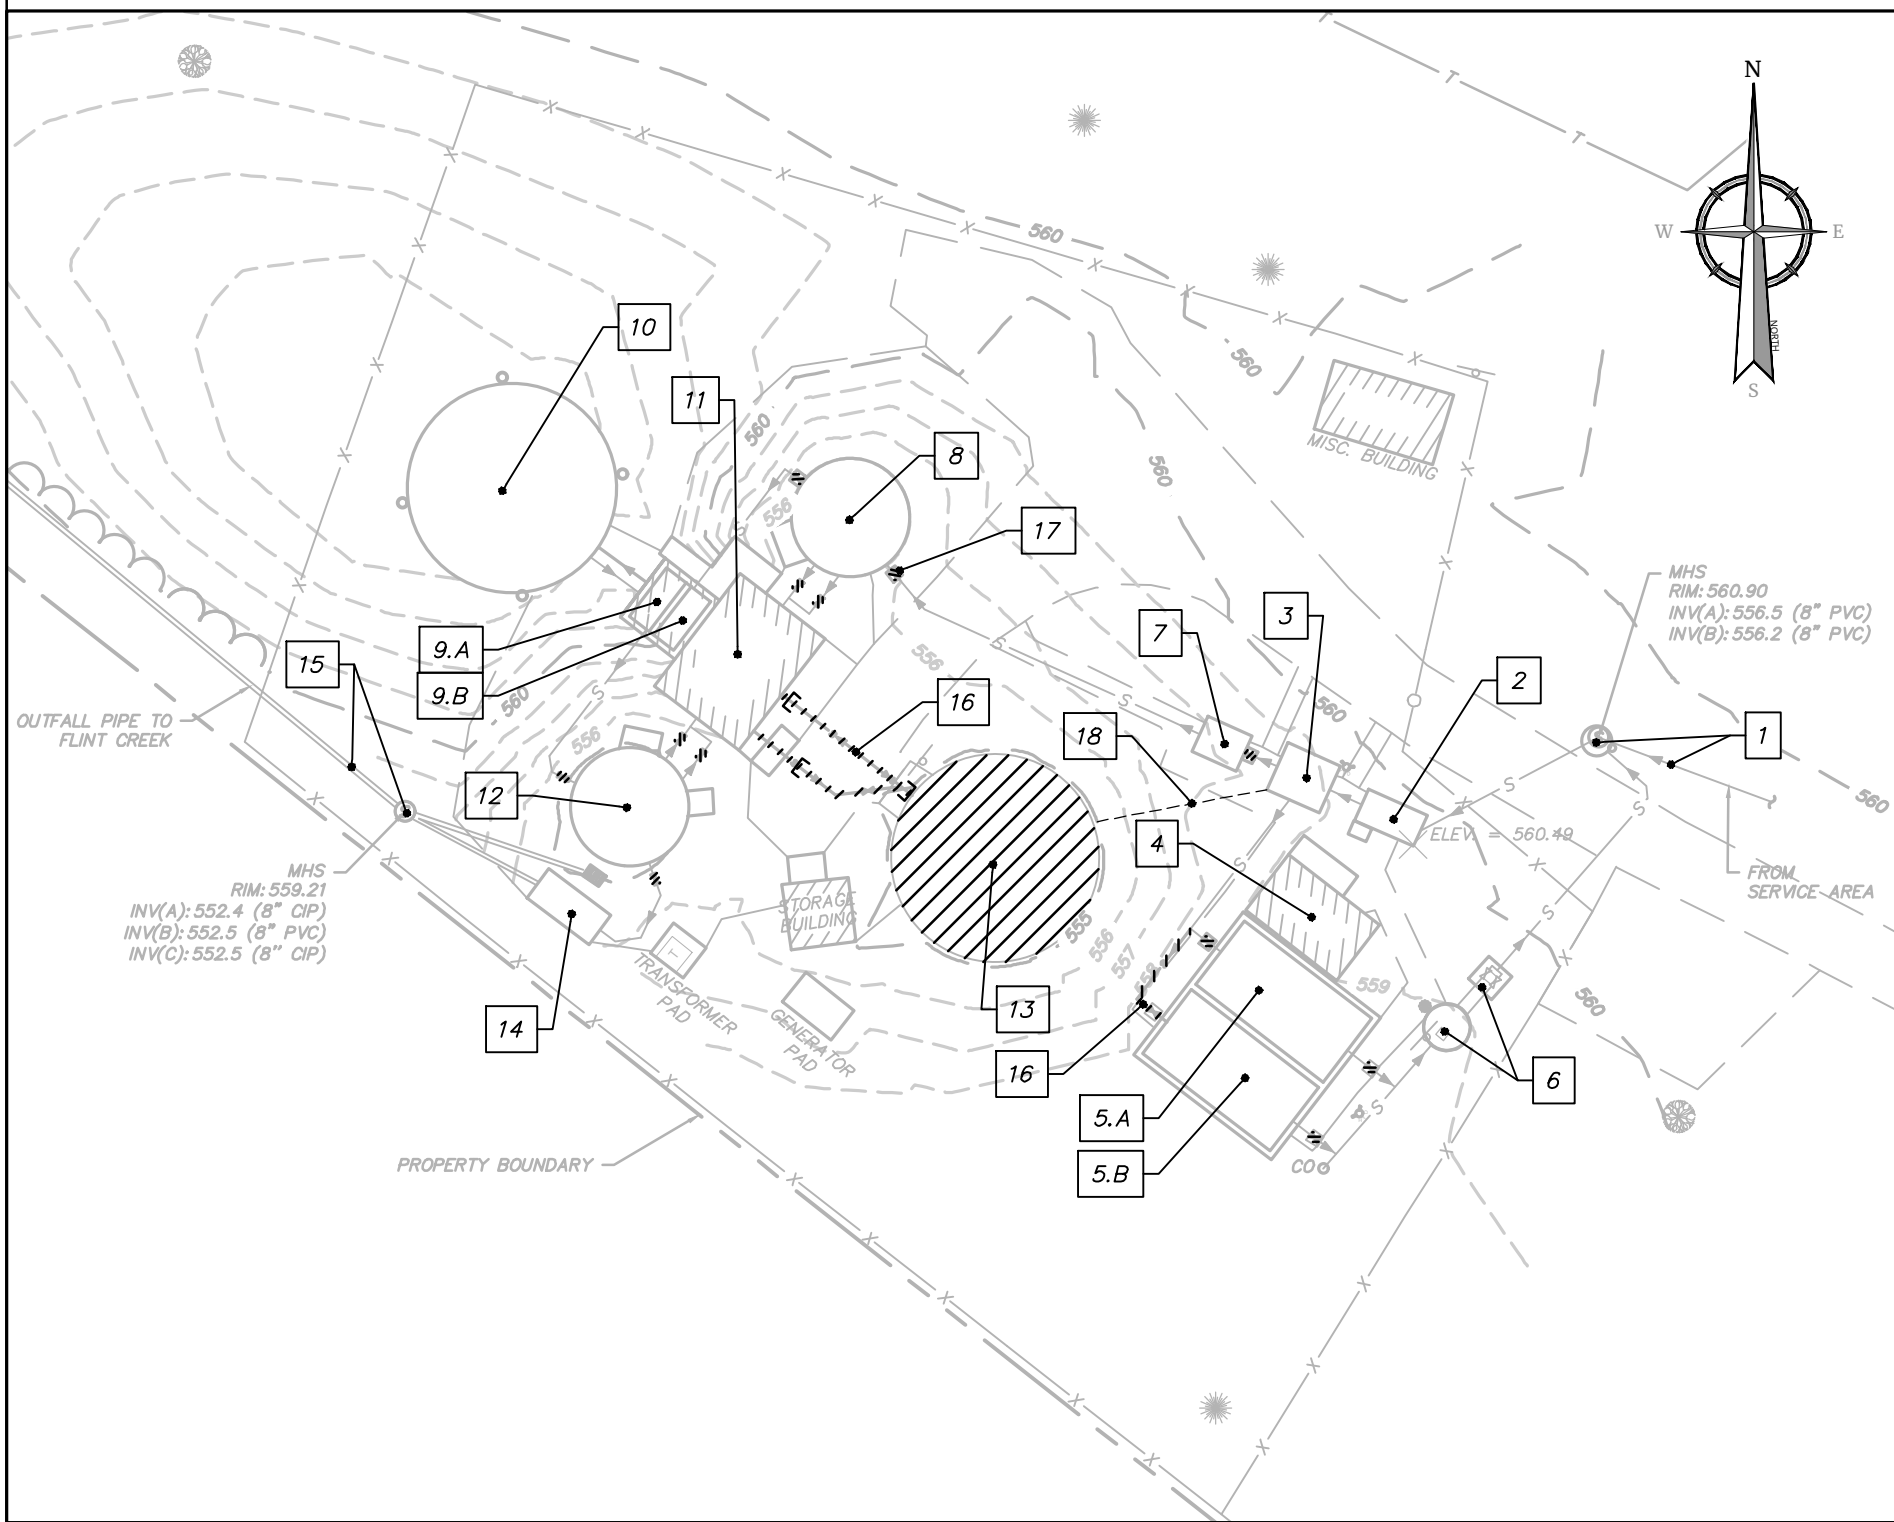 N
W
E
NORTH
S
T
T
T
560
560
560
560
560
10
11
8
17
556
MHS
RIM: 560.90
INV(A): 556.5 (8" PVC)
INV(B): 556.2 (8" PVC)
MISC. BUILDING
3
7
2
9.A
9.B
15
556
560
16
18
560
1
OUTFALL PIPE TO
FLINT CREEK
556
12
4
ELEV. = 560.49
560
FROM
SERVICE AREA
MHS
RIM: 559.21
INV(A): 552.4 (8" CIP)
INV(B): 552.5 (8" PVC)
INV(C): 552.5 (8" CIP)
STORAGE
BUILDING
555
556
557
558
559
560
TRANSFORMER
PAD
GENERATOR
PAD
14
13
16
6
5.A
5.B
CO
PROPERTY BOUNDARY